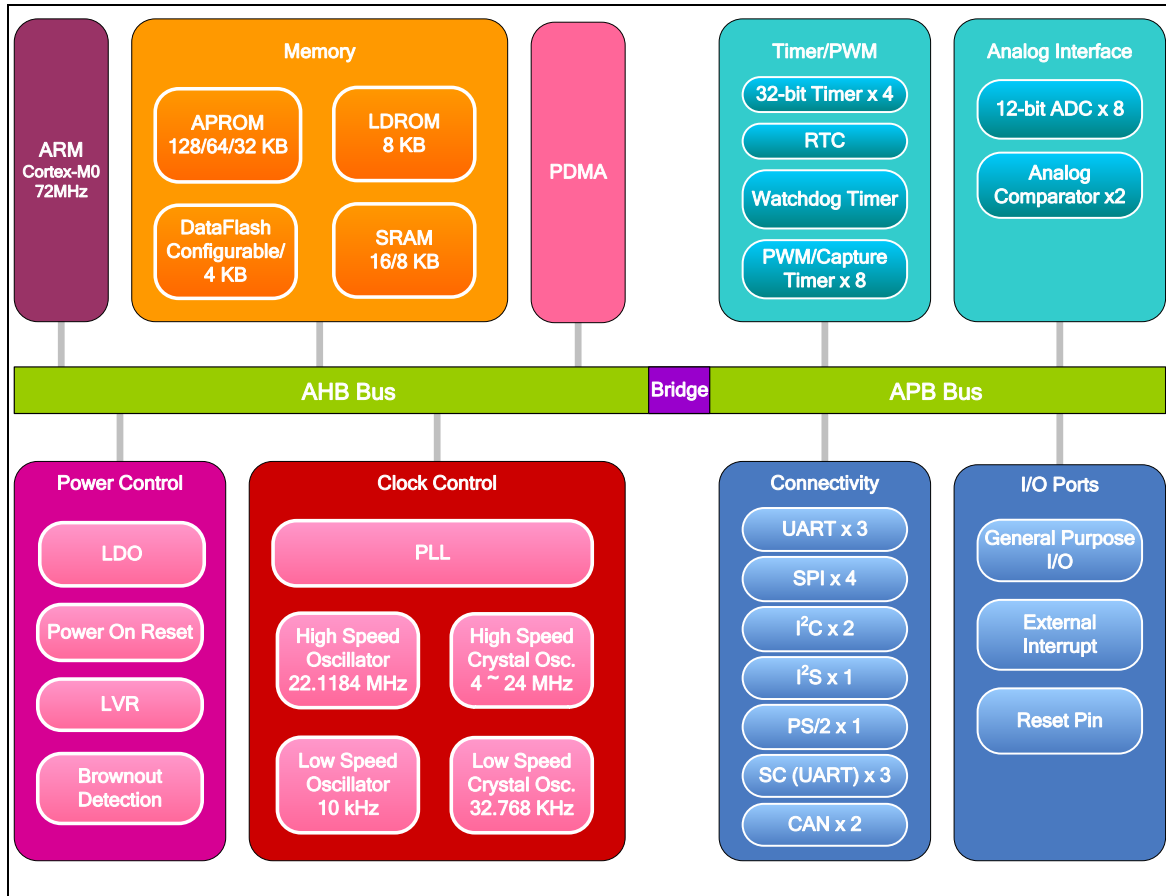 ARM
Cortex-M0
72MHz
Memory
APROM
128/64/32 KB
LDROM
8 KB
DataFlash
Configurable/
4 KB
SRAM
16/8 KB
PDMA
Timer/PWM
32-bit Timer x 4
RTC
Watchdog Timer
PWM/Capture
Timer x 8
Analog Interface
12-bit ADC x 8
Analog
Comparator x2
AHB Bus
Bridge
APB Bus
Power Control
LDO
Power On Reset
LVR
Brownout
Detection
Clock Control
PLL
High Speed
Oscillator
22.1184 MHz
High Speed
Crystal Osc.
4 ~ 24 MHz
Low Speed
Oscillator
10 kHz
Low Speed
Crystal Osc.
32.768 KHz
Connectivity
UART x 3
SPI x 4
I²C x 2
I²S x 1
PS/2 x 1
SC (UART) x 3
CAN x 2
I/O Ports
General Purpose
I/O
External
Interrupt
Reset Pin